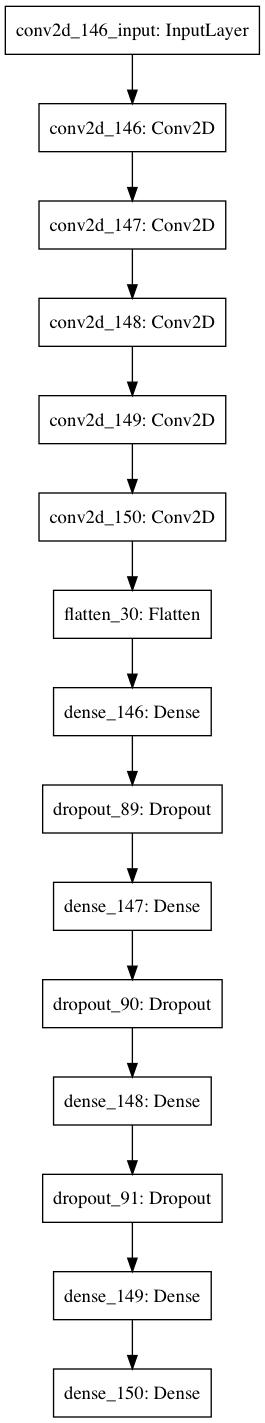 conv2d_146_input: InputLayer
conv2d_146: Conv2D
conv2d_147: Conv2D
conv2d_148: Conv2D
conv2d_149: Conv2D
conv2d_150: Conv2D
flatten_30: Flatten
dense_146: Dense
dropout_89: Dropout
dense_147: Dense
dropout_90: Dropout
dense_148: Dense
dropout_91: Dropout
dense_149: Dense
dense_150: Dense